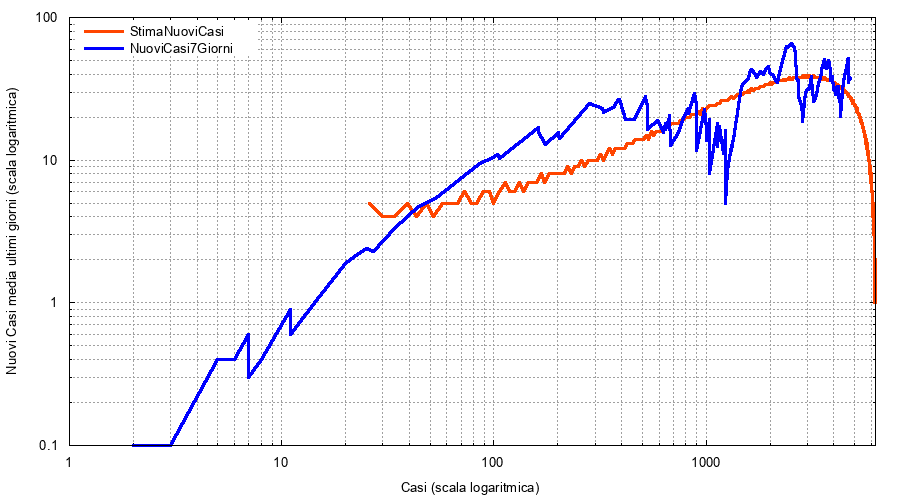 100
StimaNuoviCasi
NuoviCasi7Giorni
10
1
0.1
1
10
100
1000
Nuovi Casi media ultimi giorni (scala logaritmica)
Casi (scala logaritmica)